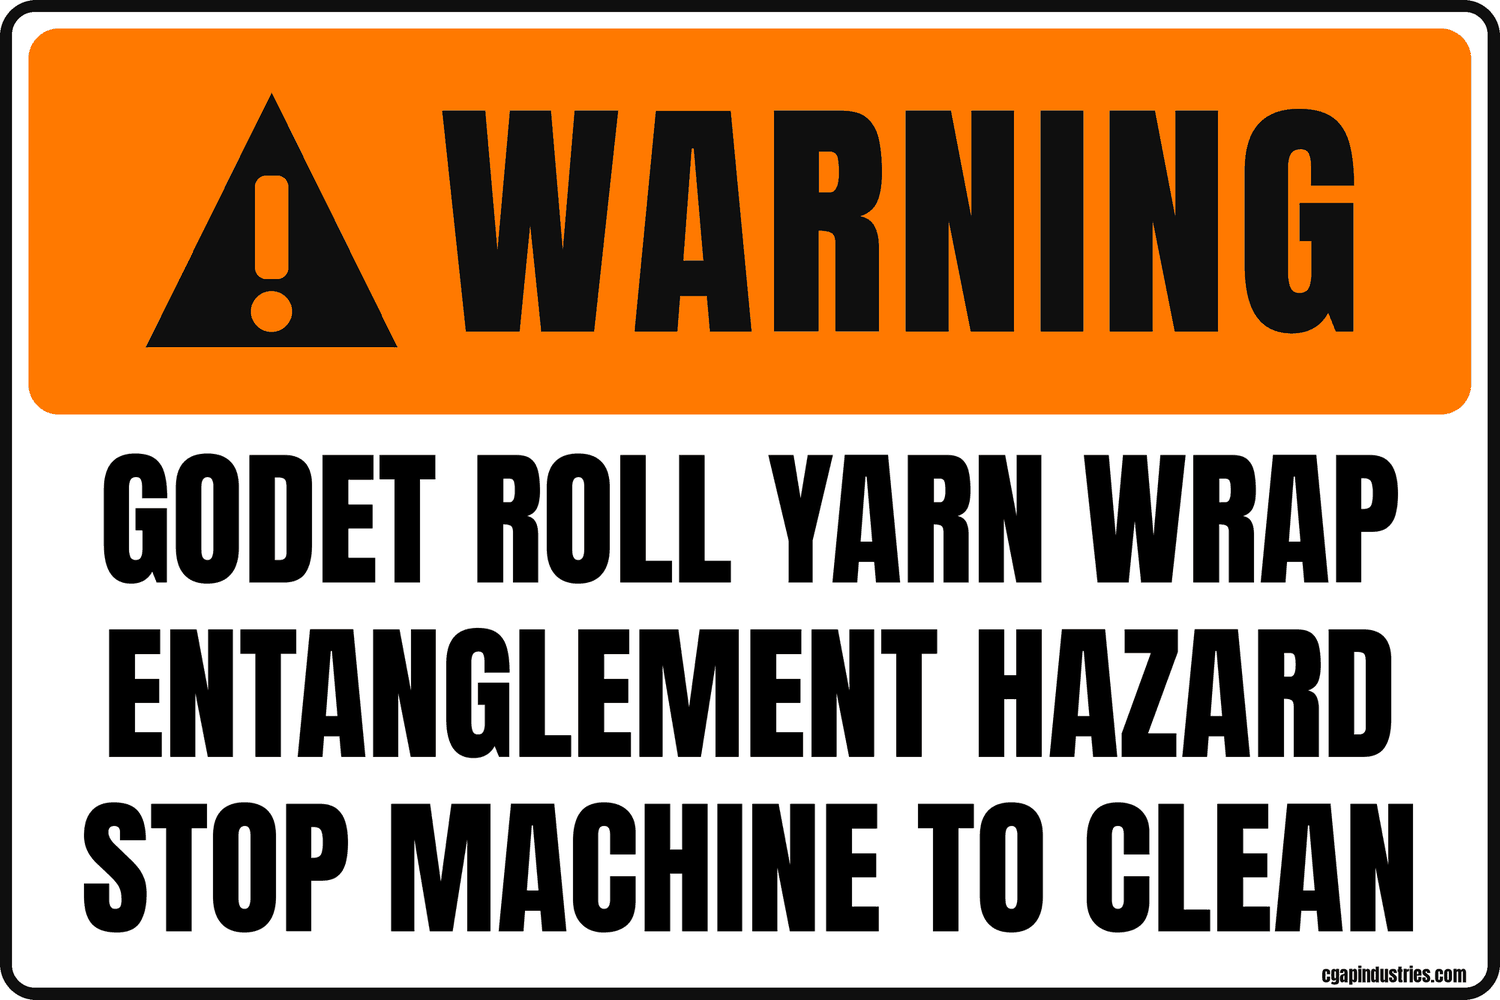 WARNING
GODET ROLL YARN WRAP
ENTANGLEMENT HAZARD
STOP MACHINE TO CLEAN
cgapindustries.com